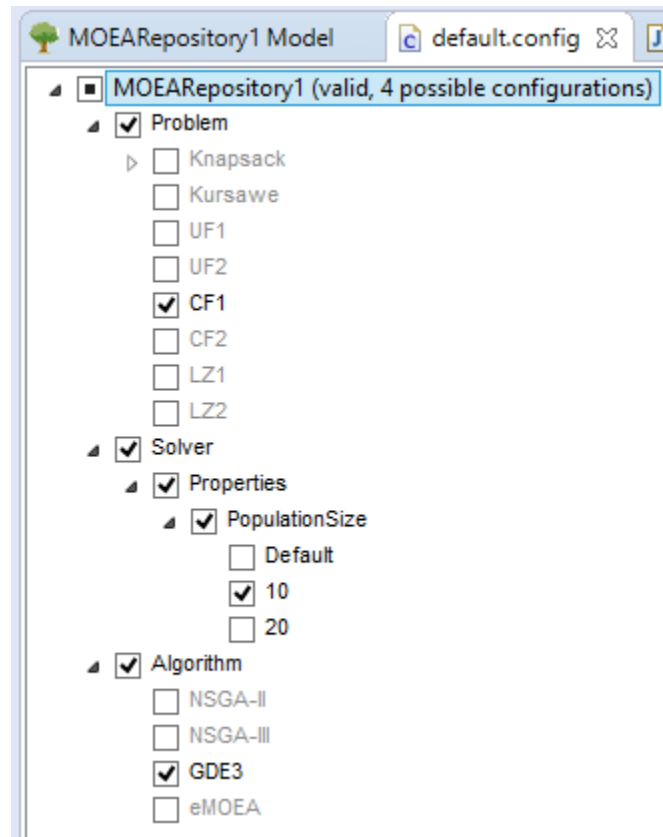 MOEARepository1 Model default.config
MOEARepository1 (valid, 4 possible configurations)
Problem
Knapsack
Kursawe
UF1
UF2
CF1
CF2
LZ1
LZ2
Solver
Properties
PopulationSize
Default
10
20
Algorithm
NSGA-II
NSGA-III
GDE3
eMOEA